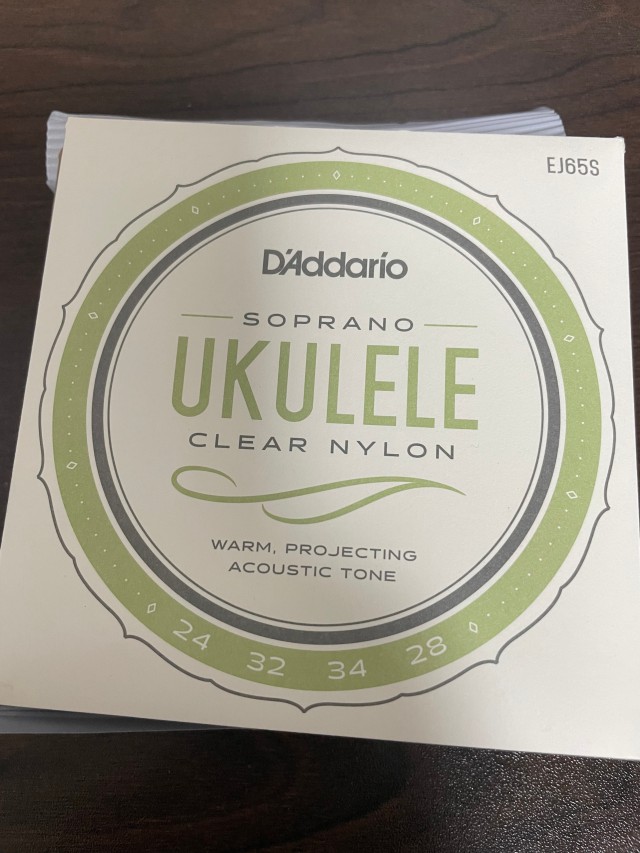 EJ65S
D'Addario
SOPRANO
UKULELE
CLEAR NYLON
WARM, PROJECTING
ACOUSTIC TONE
24 32 34 28